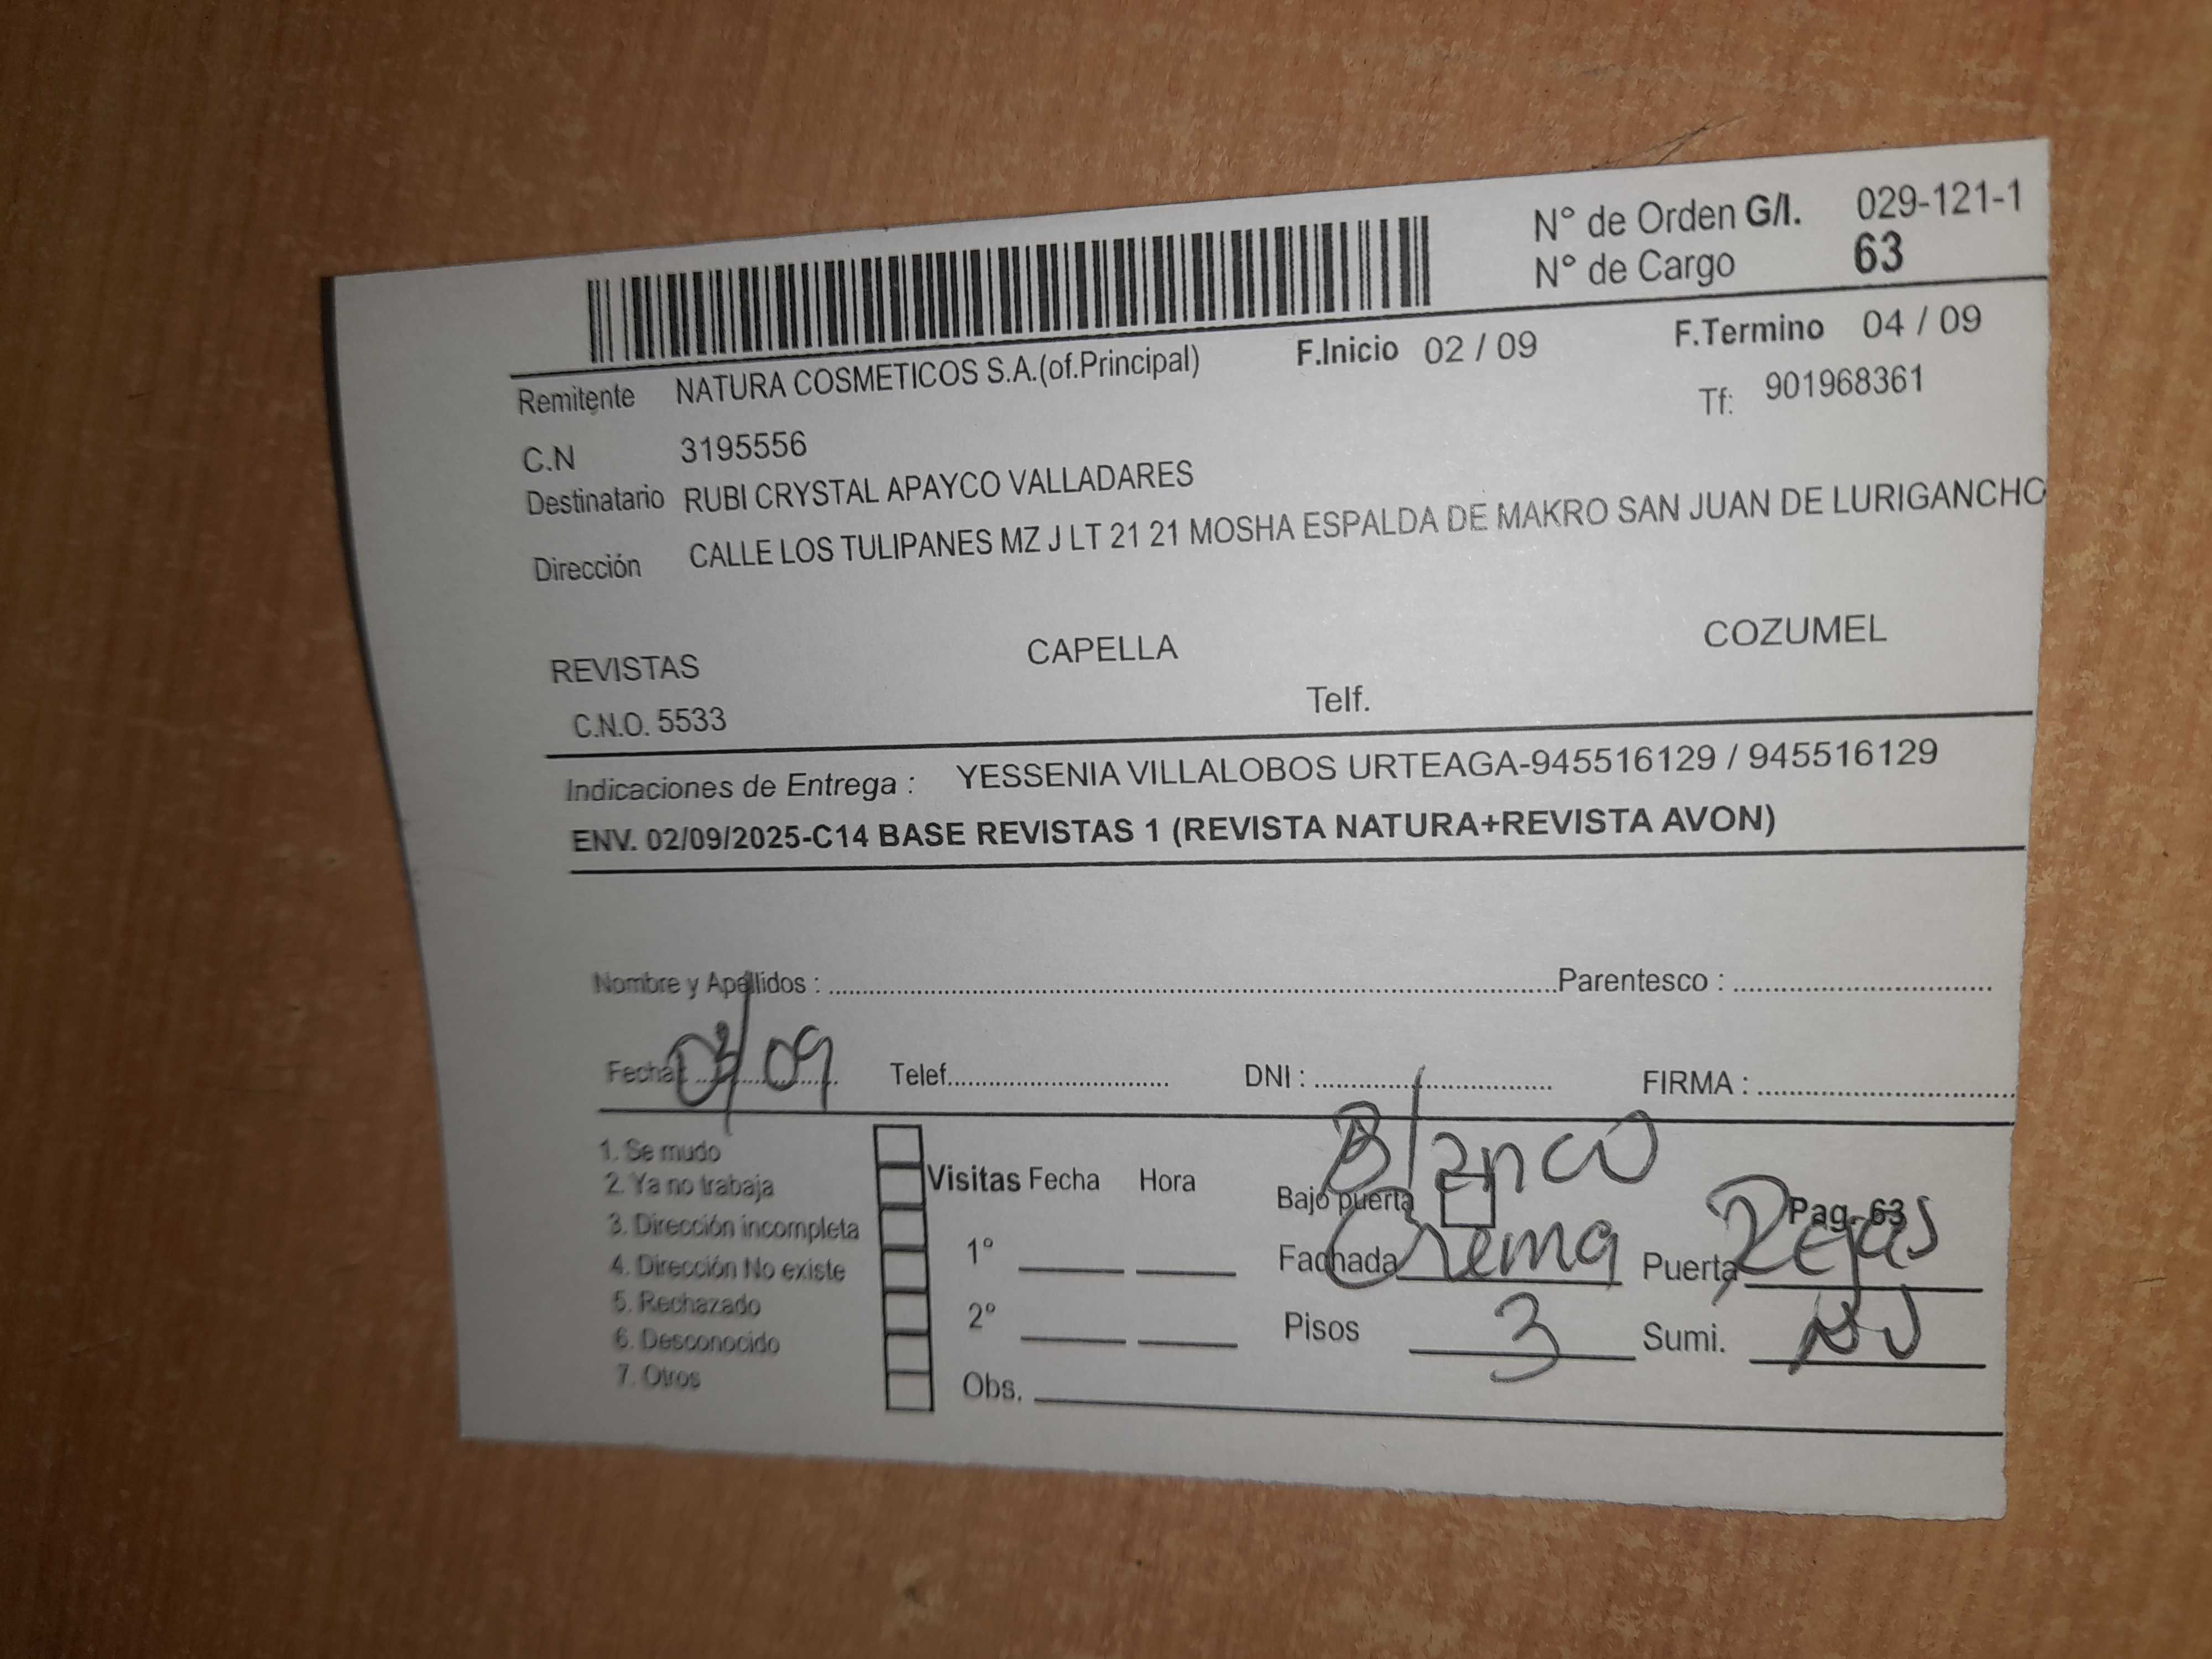 N° de Orden G/I. 029-121-1
N° de Cargo 63
Remitente NATURA COSMETICOS S.A.(of.Principal) F.Inicio 02 / 09 F.Termino 04 / 09
C.N 3195556 Tf: 901968361
Destinatario RUBI CRYSTAL APAYCO VALLADARES
Dirección CALLE LOS TULIPANES MZ J LT 21 21 MOSHA ESPALDA DE MAKRO SAN JUAN DE LURIGANCHO
REVISTAS CAPELLA COZUMEL
C.N.O. 5533 Telf.
Indicaciones de Entrega : YESSENIA VILLALOBOS URTEAGA-945516129 / 945516129
ENV. 02/09/2025-C14 BASE REVISTAS 1 (REVISTA NATURA+REVISTA AVON)
Nombre y Apellidos : Parentesco :
Fecha: /09 Telef. DNI : FIRMA :
Blanco
1. Se mudo
2. Ya no trabaja Visitas Fecha Hora Bajo puerta Pag- 63
3. Dirección incompleta
4. Dirección No existe 1° Fachada Crema Puerta Rejas
5. Rechazado
6. Desconocido 2° Pisos 3 Sumi.
7. Otros Obs.